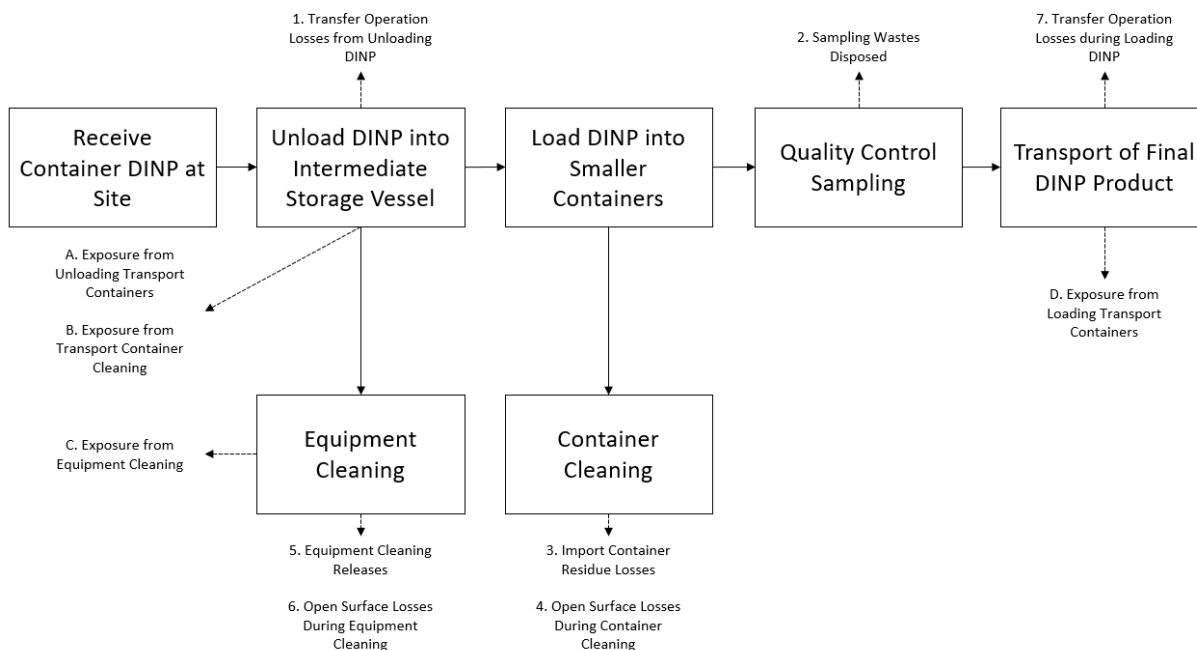 1. Transfer Operation
Losses from Unloading
DINP
2. Sampling Wastes
Disposed
7. Transfer Operation
Losses during Loading
DINP
Receive
Container DINP at
Site
Unload DINP into
Intermediate
Storage Vessel
Load DINP into
Smaller
Containers
Quality Control
Sampling
Transport of Final
DINP Product
A. Exposure from
Unloading Transport
Containers
B. Exposure from
Transport Container
Cleaning
D. Exposure from
Loading Transport
Containers
C. Exposure from
Equipment Cleaning
Equipment
Cleaning
Container
Cleaning
5. Equipment Cleaning
Releases
6. Open Surface Losses
During Equipment
Cleaning
3. Import Container
Residue Losses
4. Open Surface Losses
During Container
Cleaning